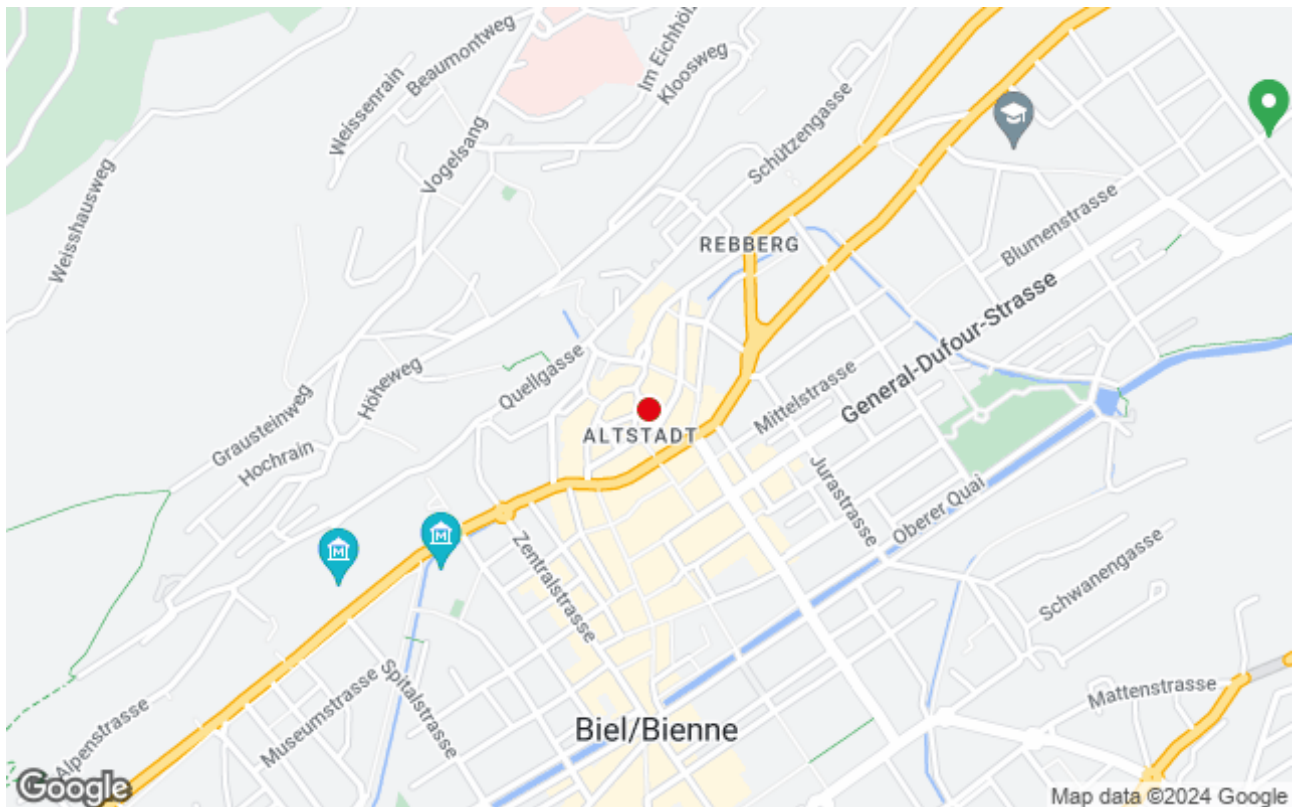 Beaumontweg
Im Eichhölz
Kloosweg
Weissenrain
Schützengasse
Vogelsang
Weisshausweg
Blumenstrasse
REBBERG
General-Dufour-Strasse
Quellgasse
Höheweg
Mittelstrasse
Grausteinweg
ALTSTADT
Hochrain
Jurastrasse
Oberer Quai
Zentralstrasse
Schwanengasse
Museumstrasse
Spitalstrasse
Mattenstrasse
Alpenstrasse
Biel/Bienne
Google
Map data ©2024 Google